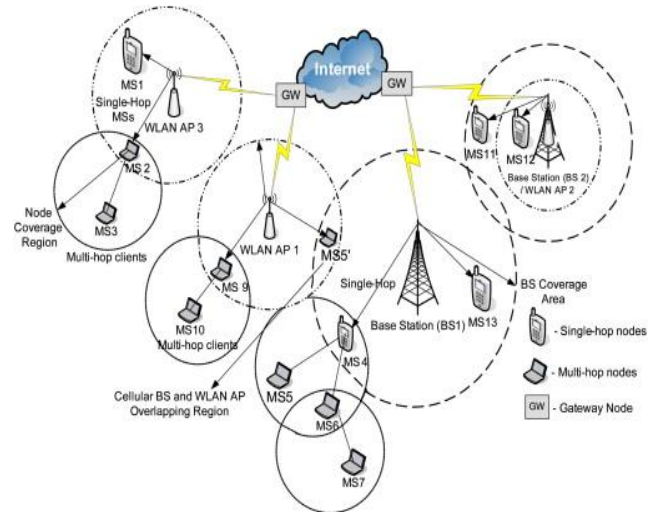 Internet
GW
GW
MS1
Single-Hop
MSs
WLAN AP 3
MS 2
MS3
Node
Coverage
Region
Multi-hop clients
MS11
MS12
Base Station (BS 2)
/ WLAN AP 2
WLAN AP 1
MS5'
MS 9
MS10
Multi-hop clients
Single-Hop
Base Station (BS1)
MS13
BS Coverage
Area
MS 4
MS5
MS6
MS7
Cellular BS and WLAN AP
Overlapping Region
- Single-hop nodes
- Multi-hop nodes
GW - Gateway Node